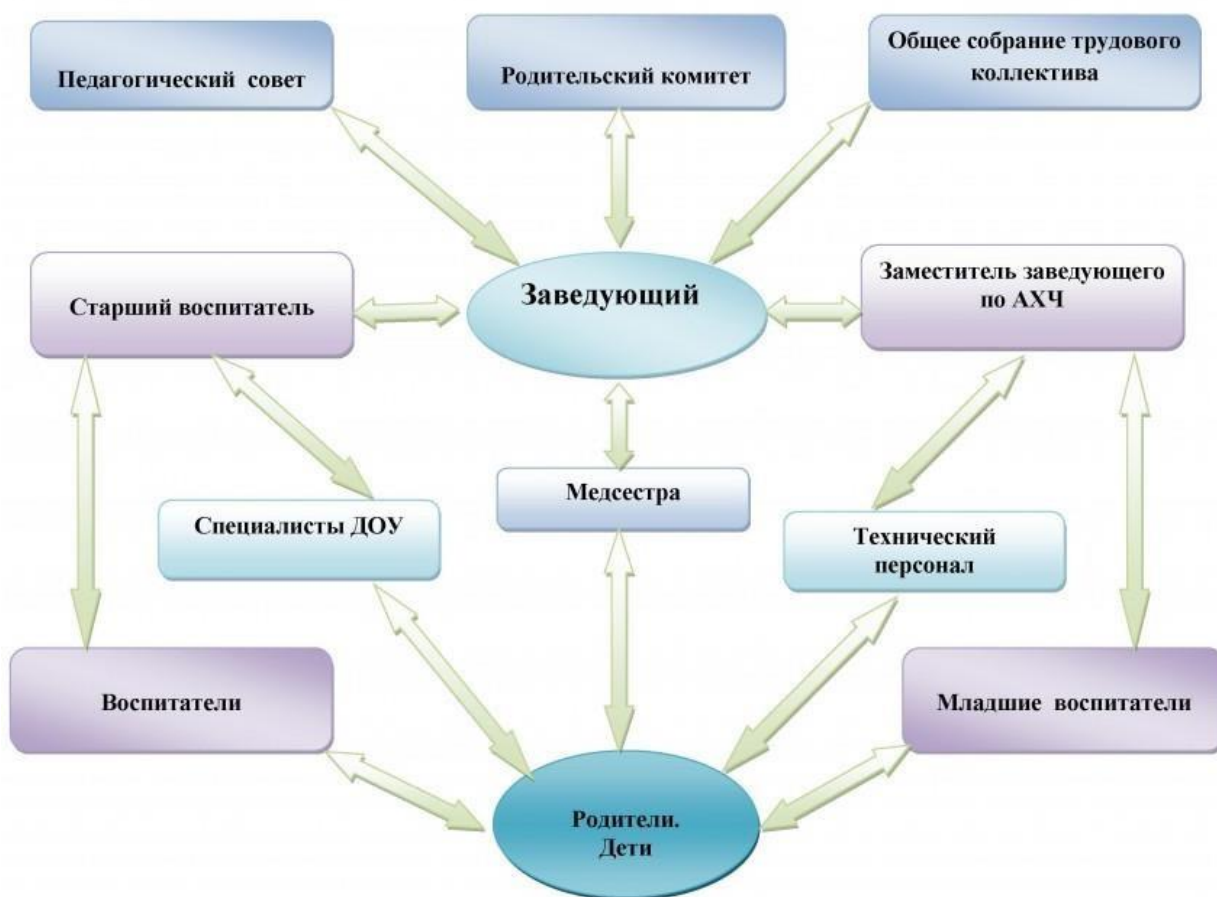 Педагогический совет
Родительский комитет
Общее собрание трудового
коллектива
Старший воспитатель
Заведующий
Заместитель заведующего
по АХЧ
Специалисты ДОУ
Медсестра
Технический
персонал
Воспитатели
Младшие воспитатели
Родители.
Дети